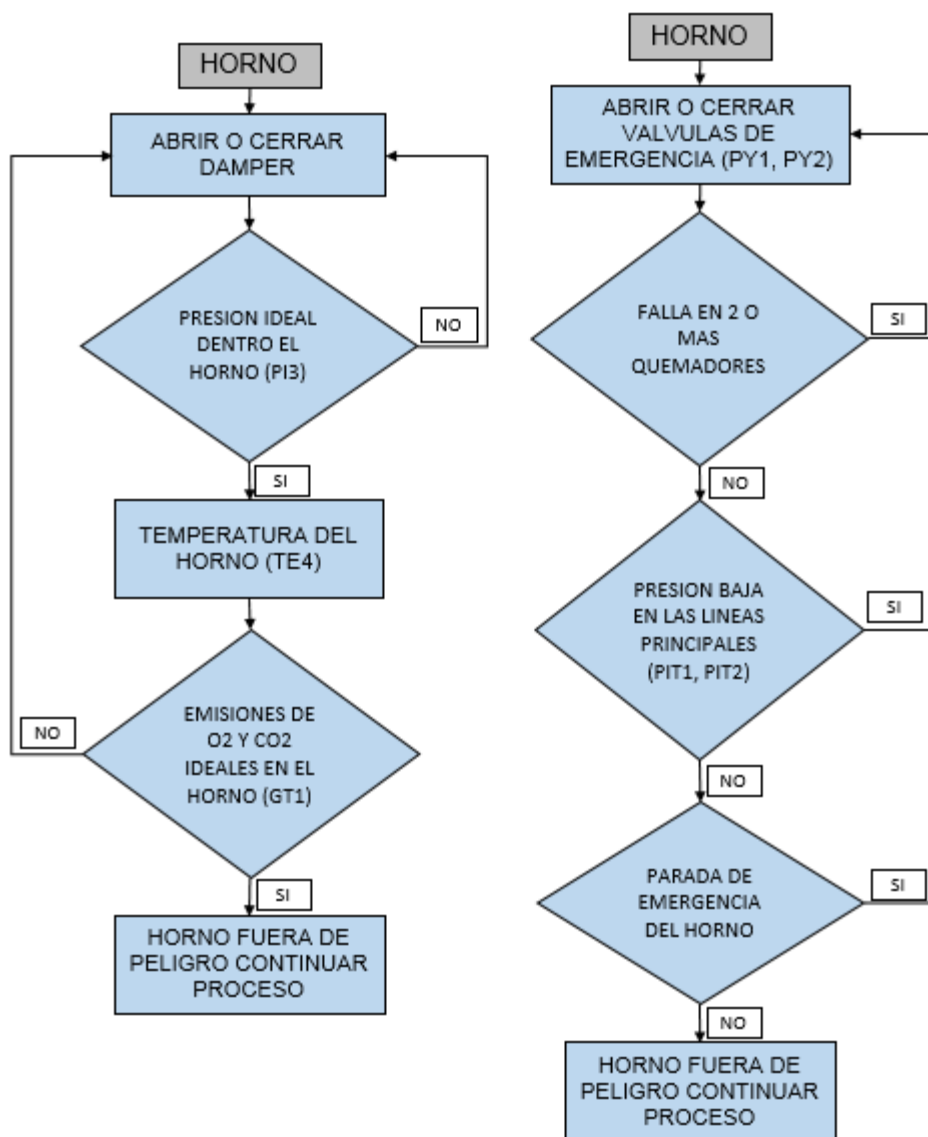 HORNO
ABRIR O CERRAR
DAMPER
PRESION IDEAL
DENTRO EL
HORNO (PI3)
NO
SI
TEMPERATURA DEL
HORNO (TE4)
EMISIONES DE
O2 Y CO2
IDEALES EN EL
HORNO (GT1)
NO
SI
HORNO FUERA DE
PELIGRO CONTINUAR
PROCESO
HORNO
ABRIR O CERRAR
VALVULAS DE
EMERGENCIA (PY1, PY2)
FALLA EN 2 O
MAS
QUEMADORES
SI
NO
PRESION BAJA
EN LAS LINEAS
PRINCIPALES
(PIT1, PIT2)
SI
NO
PARADA DE
EMERGENCIA
DEL HORNO
SI
NO
HORNO FUERA DE
PELIGRO CONTINUAR
PROCESO